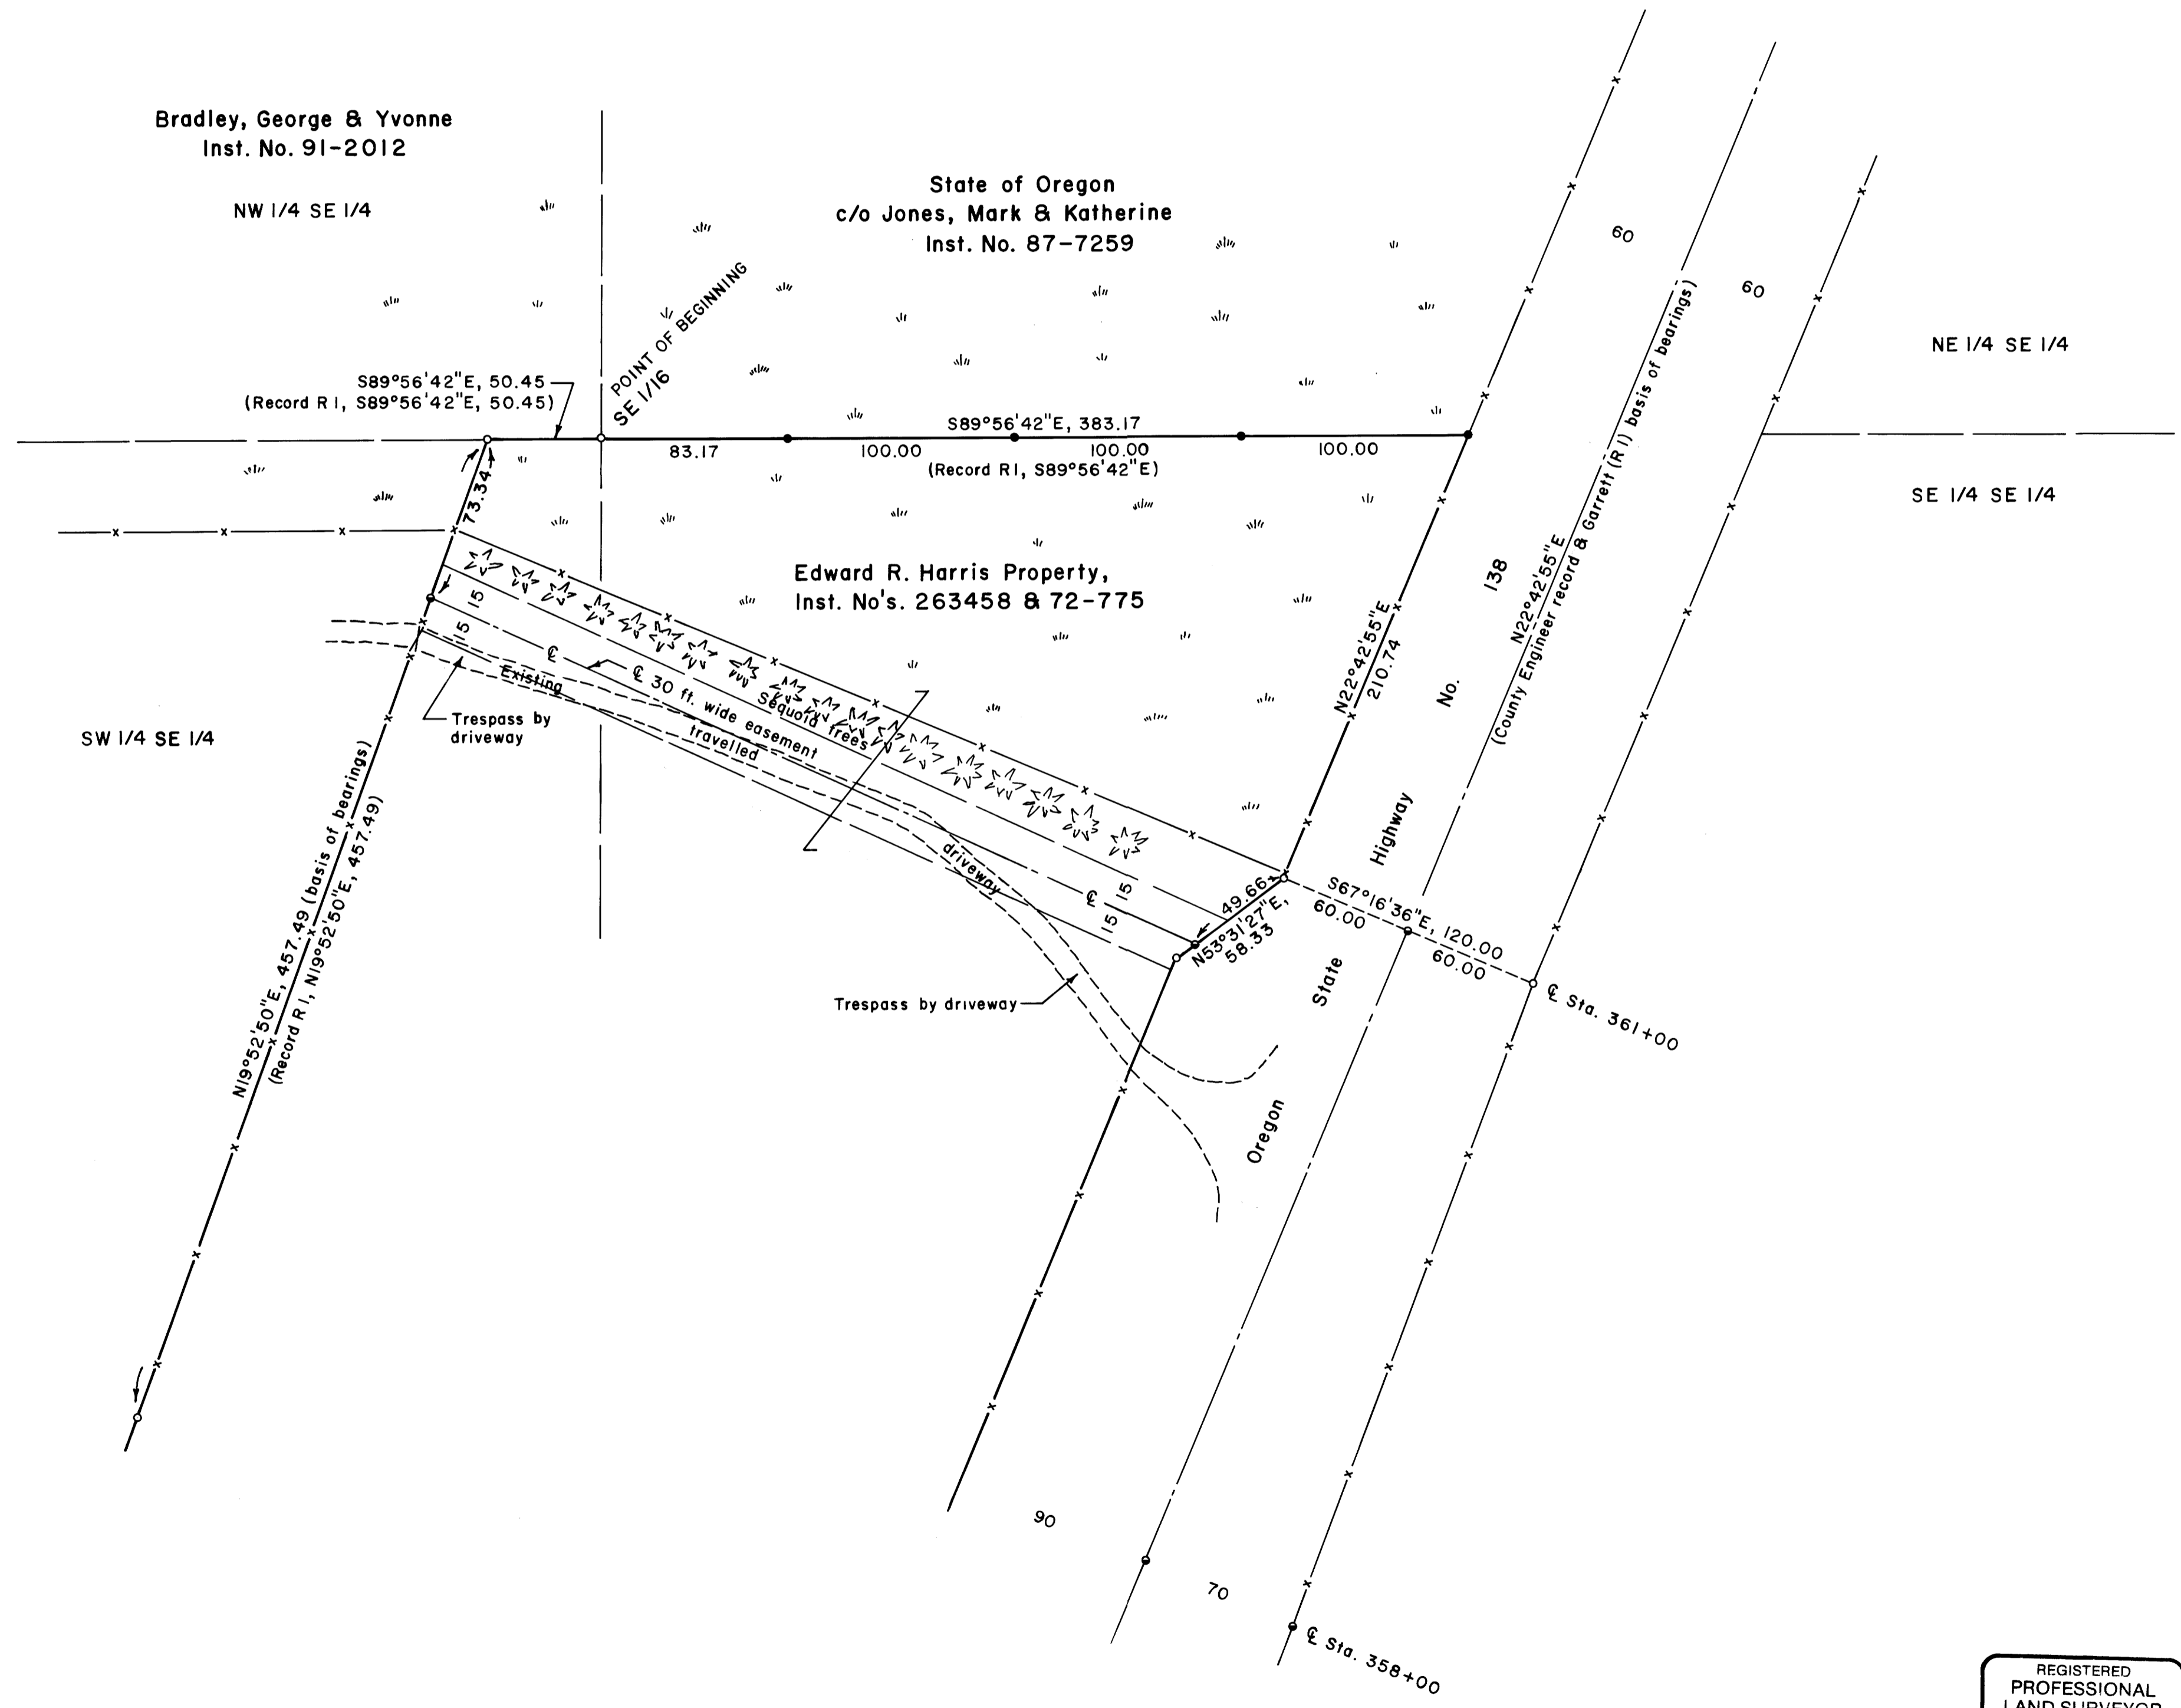 Bradley, George & Yvonne
Inst. No. 91-2012
NW 1/4 SE 1/4
State of Oregon
c/o Jones, Mark & Katherine
Inst. No. 87-7259
60
60
POINT OF BEGINNING
SE 1/16
NE 1/4 SE 1/4
S89°56'42"E, 50.45
(Record R1, S89°56'42"E, 50.45)
S89°56'42"E, 383.17
83.17
100.00
100.00
100.00
(Record R1, S89°56'42"E)
SE 1/4 SE 1/4
73.34
Edward R. Harris Property,
Inst. No's. 263458 & 72-775
N22°42'55"E
210.74
N22°42'55"E
(County Engineer record & Garrett (R1) basis of bearings)
Oregon State Highway No. 138
15
15
℄
℄ 30 ft. wide easement
Sequoia trees
Existing
travelled
driveway
Trespass by
driveway
SW 1/4 SE 1/4
N19°52'50"E, 457.49 (basis of bearings)
(Record R1, N19°52'50"E, 457.49)
℄
15
15
49.66
N53°31'27"E,
58.33
S67°16'36"E, 120.00
60.00
60.00
℄ Sta. 361+00
Trespass by driveway
90
70
℄ Sta. 358+00
REGISTERED
PROFESSIONAL
LAND SURVEYOR